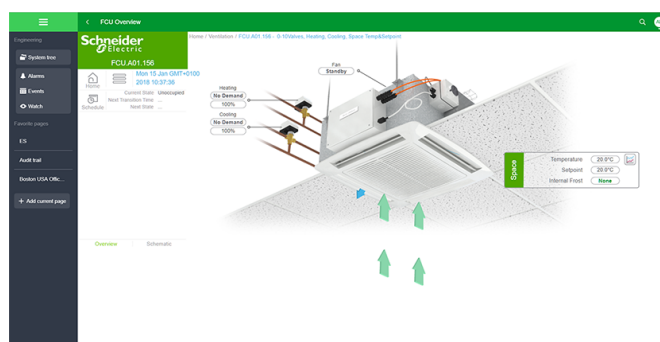 FCU Overview
Engineering
System tree
Alarms
Events
Watch
Favorite pages
ES
Audit trail
Boston USA Offic...
+ Add current page
Schneider
Electric
FCU A01.156
Home
Mon 15 Jan GMT+0100
2018 10:37:36
Schedule
Current State Unoccupied
Next Transition Time ...
Next State ...
Overview Schematic
Home / Ventilation / FCU A01.156 - 0-10Valves, Heating, Cooling, Space Temp&Setpoint
Fan
Standby
Heating
No Demand
100%
Cooling
No Demand
100%
Space
Temperature 20.0°C
Setpoint 20.0°C
Internal Frost None